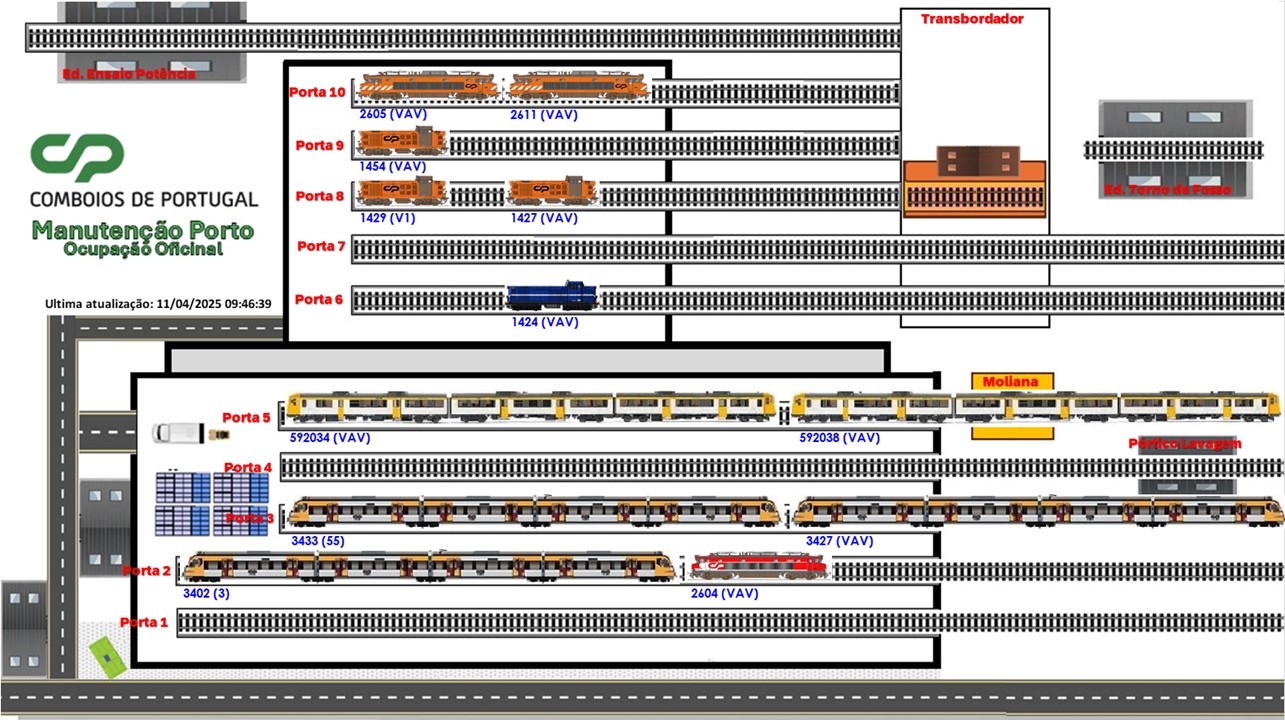 Transbordador
Ed. Ensaio Potência
Porta 10
2605 (VAV)
2611 (VAV)
Porta 9
1454 (VAV)
Porta 8
1429 (V1)
1427 (VAV)
Ed. Torno de Fosso
CP
COMBOIOS DE PORTUGAL
Manutenção Porto
Ocupação Oficinal
Porta 7
Ultima atualização: 11/04/2025 09:46:39
Porta 6
1424 (VAV)
Moliana
Porta 5
592034 (VAV)
592038 (VAV)
Pórtico Lavagem
Porta 4
Porta 3
3433 (55)
3427 (VAV)
Porta 2
3402 (3)
2604 (VAV)
Porta 1